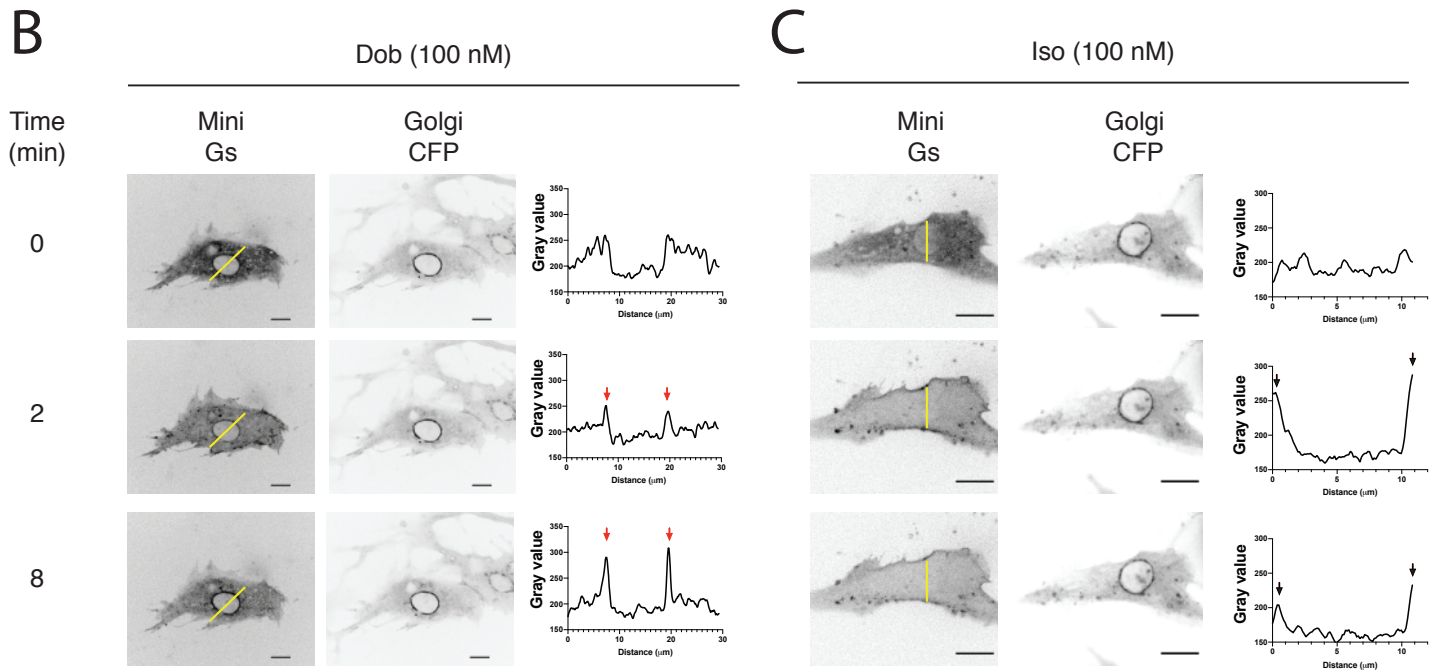 B
Dob (100 nM)
Time
(min)
Mini
Gs
Golgi
CFP
0
Gray value
350
300
250
200
150
0
10
20
30
Distance (μm)
2
Gray value
350
300
250
200
150
0
10
20
30
Distance (μm)
8
Gray value
350
300
250
200
150
0
10
20
30
Distance (μm)
C
Iso (100 nM)
Mini
Gs
Golgi
CFP
Gray value
300
250
200
150
0
5
10
Distance (μm)
Gray value
300
250
200
150
0
5
10
Distance (μm)
Gray value
300
250
200
150
0
5
10
Distance (μm)